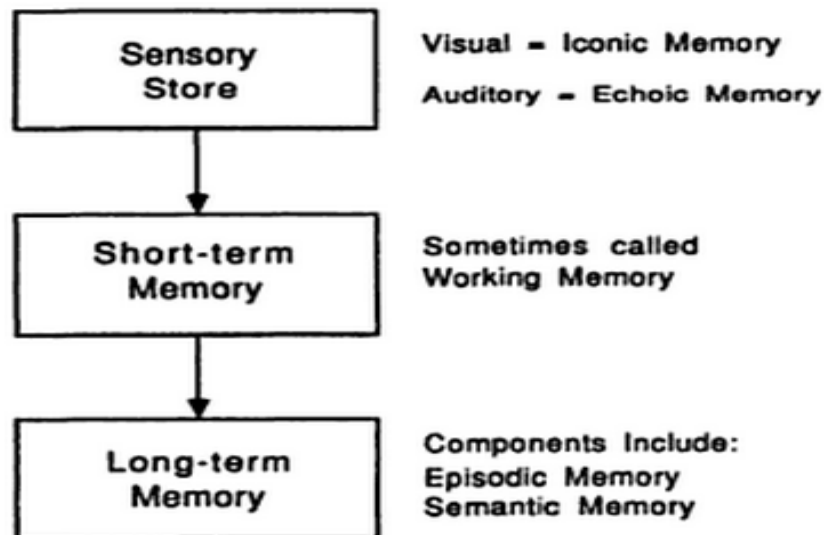 Sensory
Store
Visual = Iconic Memory
Auditory = Echoic Memory
Short-term
Memory
Sometimes called
Working Memory
Long-term
Memory
Components Include:
Episodic Memory
Semantic Memory